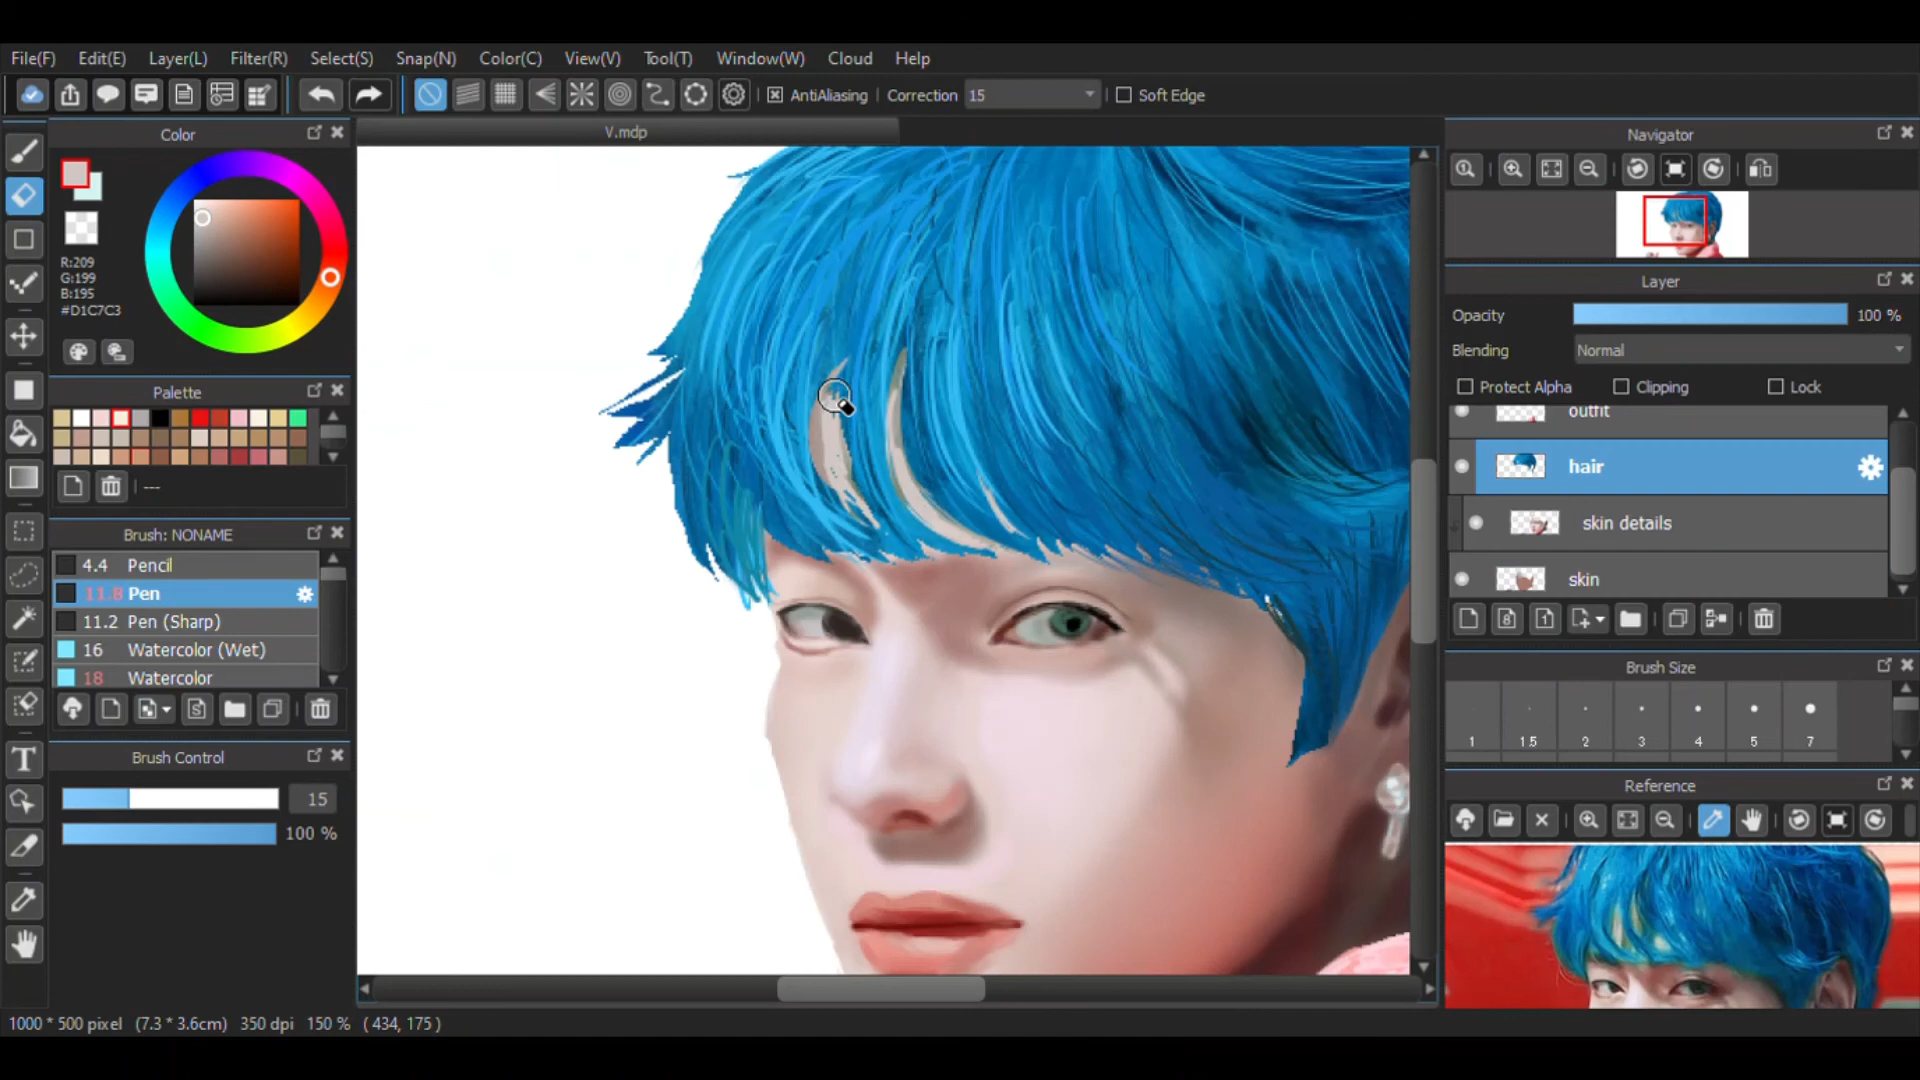 File(F) Edit(E) Layer(L) Filter(R) Select(S) Snap(N) Color(C) View(V) Tool(T) Window(W) Cloud Help
AntiAliasing Correction 15 Soft Edge
Color
R:209
G:199
B:195
#D1C7C3
Palette
---
Brush: NONAME
4.4 Pencil
11.8 Pen
11.2 Pen (Sharp)
16 Watercolor (Wet)
18 Watercolor
Brush Control
15
100 %
V.mdp
Navigator
Layer
Opacity 100 %
Blending Normal
Protect Alpha Clipping Lock
outfit
hair
skin details
skin
Brush Size
1 1.5 2 3 4 5 7
Reference
1000 * 500 pixel (7.3 * 3.6cm) 350 dpi 150 % ( 434, 175 )